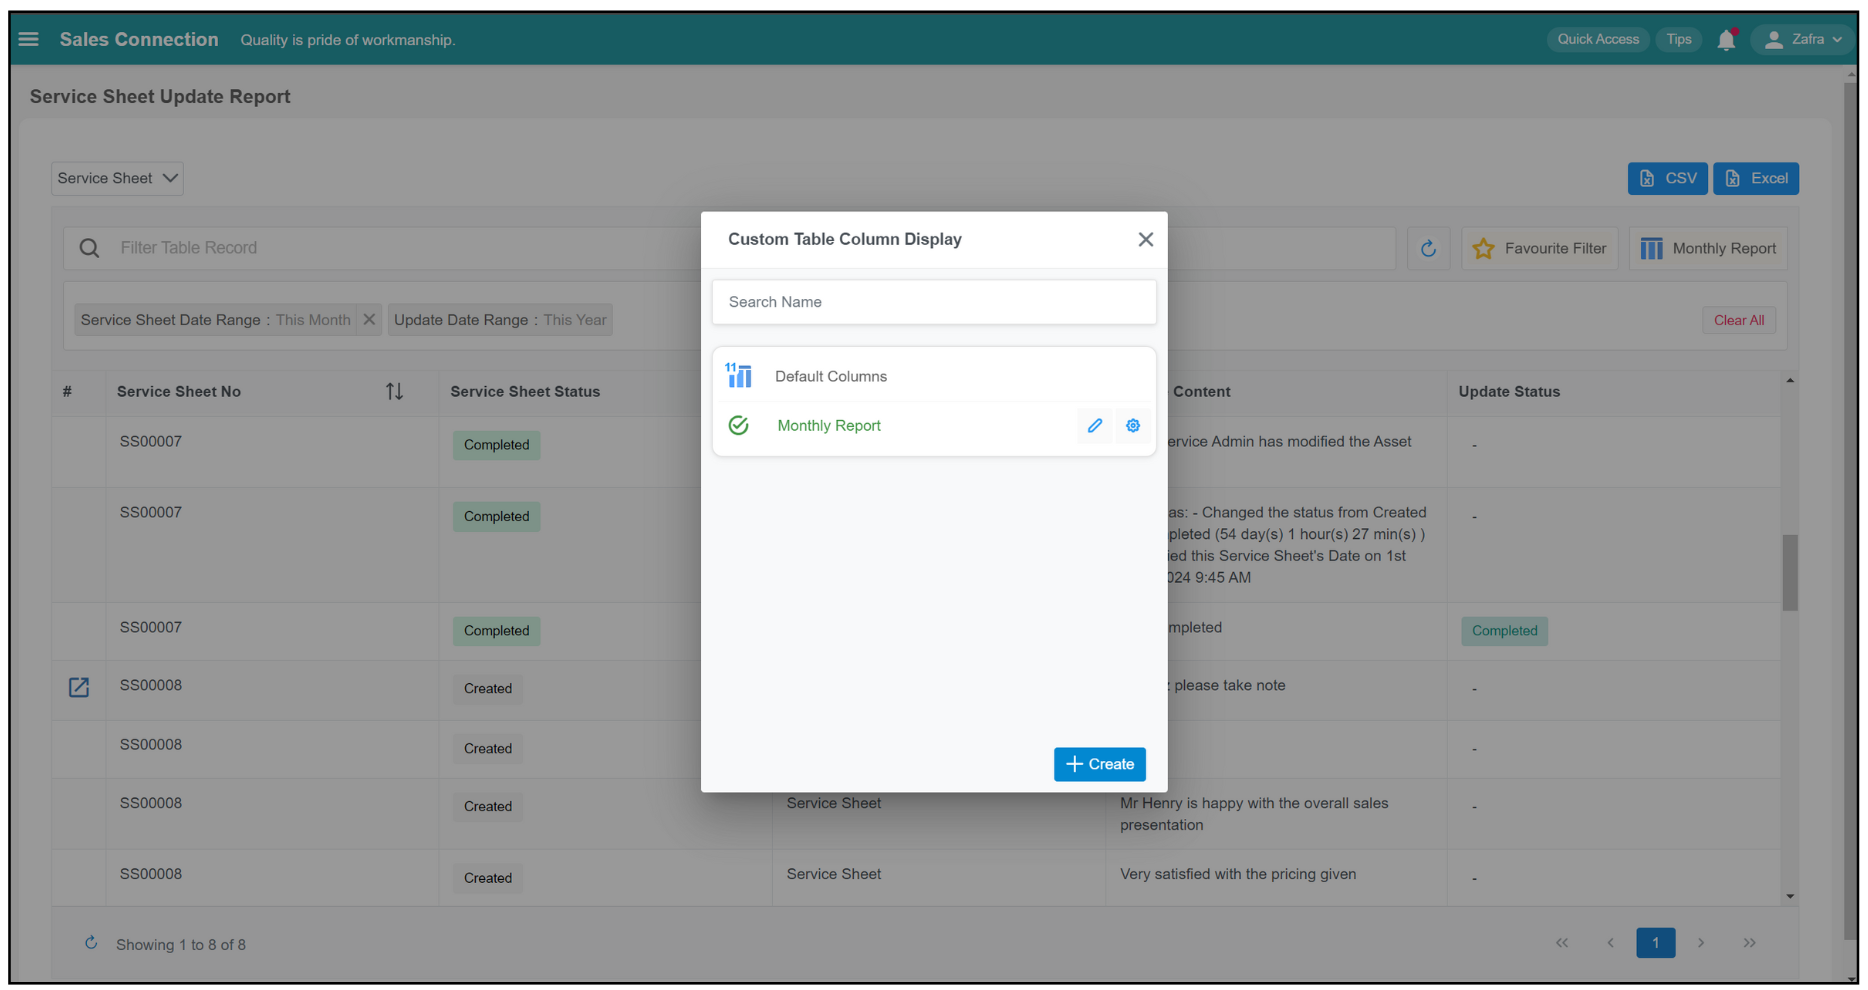 Sales Connection Quality is pride of workmanship. Quick Access Tips Zafra
Service Sheet Update Report
Service Sheet CSV Excel
Custom Table Column Display
Filter Table Record Favourite Filter Monthly Report
Search Name
Service Sheet Date Range : This Month Update Date Range : This Year Clear All
11 Default Columns
# Service Sheet No Service Sheet Status Content Update Status
Monthly Report
SS00007 Completed ervice Admin has modified the Asset -
SS00007 Completed as: - Changed the status from Created -
pleted (54 day(s) 1 hour(s) 27 min(s) )
ied this Service Sheet's Date on 1st
024 9:45 AM
SS00007 Completed mpleted Completed
SS00008 Created : please take note -
SS00008 Created -
+ Create
SS00008 Created Service Sheet Mr Henry is happy with the overall sales -
presentation
SS00008 Created Service Sheet Very satisfied with the pricing given -
Showing 1 to 8 of 8 « ‹ 1 › »